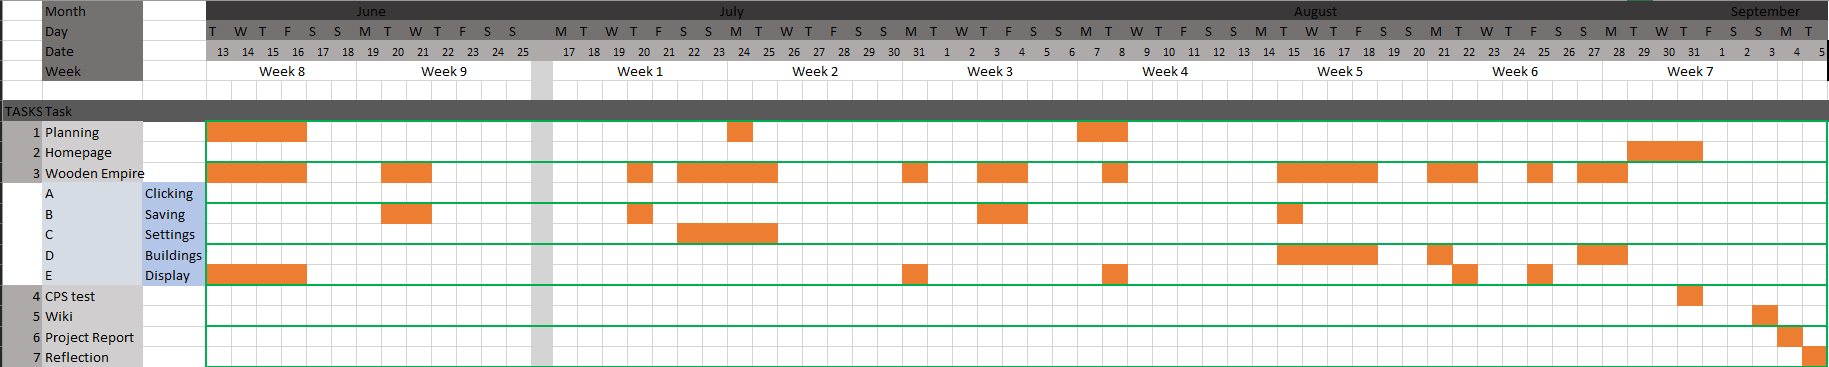 Month June July August September
Day T W T F S S M T W T F S S M T W T F S S M T W T F S S M T W T F S S M T W T F S S M T W T F S S M T W T F S S M T W T F S S M T
Date 13 14 15 16 17 18 19 20 21 22 23 24 25 17 18 19 20 21 22 23 24 25 26 27 28 29 30 31 1 2 3 4 5 6 7 8 9 10 11 12 13 14 15 16 17 18 19 20 21 22 23 24 25 26 27 28 29 30 31 1 2 3 4 5
Week Week 8 Week 9 Week 1 Week 2 Week 3 Week 4 Week 5 Week 6 Week 7
TASKS Task
1 Planning
2 Homepage
3 Wooden Empire
A Clicking
B Saving
C Settings
D Buildings
E Display
4 CPS test
5 Wiki
6 Project Report
7 Reflection